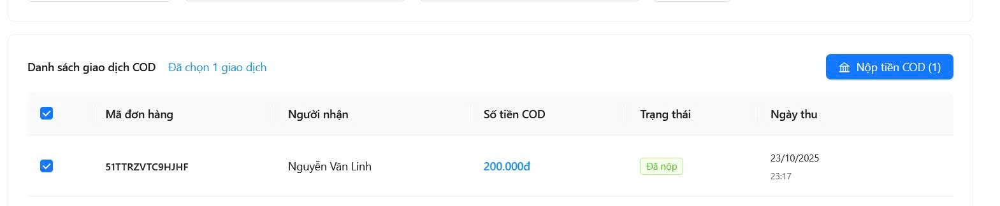 Danh sách giao dịch COD Đã chọn 1 giao dịch Nộp tiền COD (1)
Mã đơn hàng Người nhận Số tiền COD Trạng thái Ngày thu
51TTRZVTC9HJHF Nguyễn Văn Linh 200.000đ Đã nộp 23/10/2025
23:17